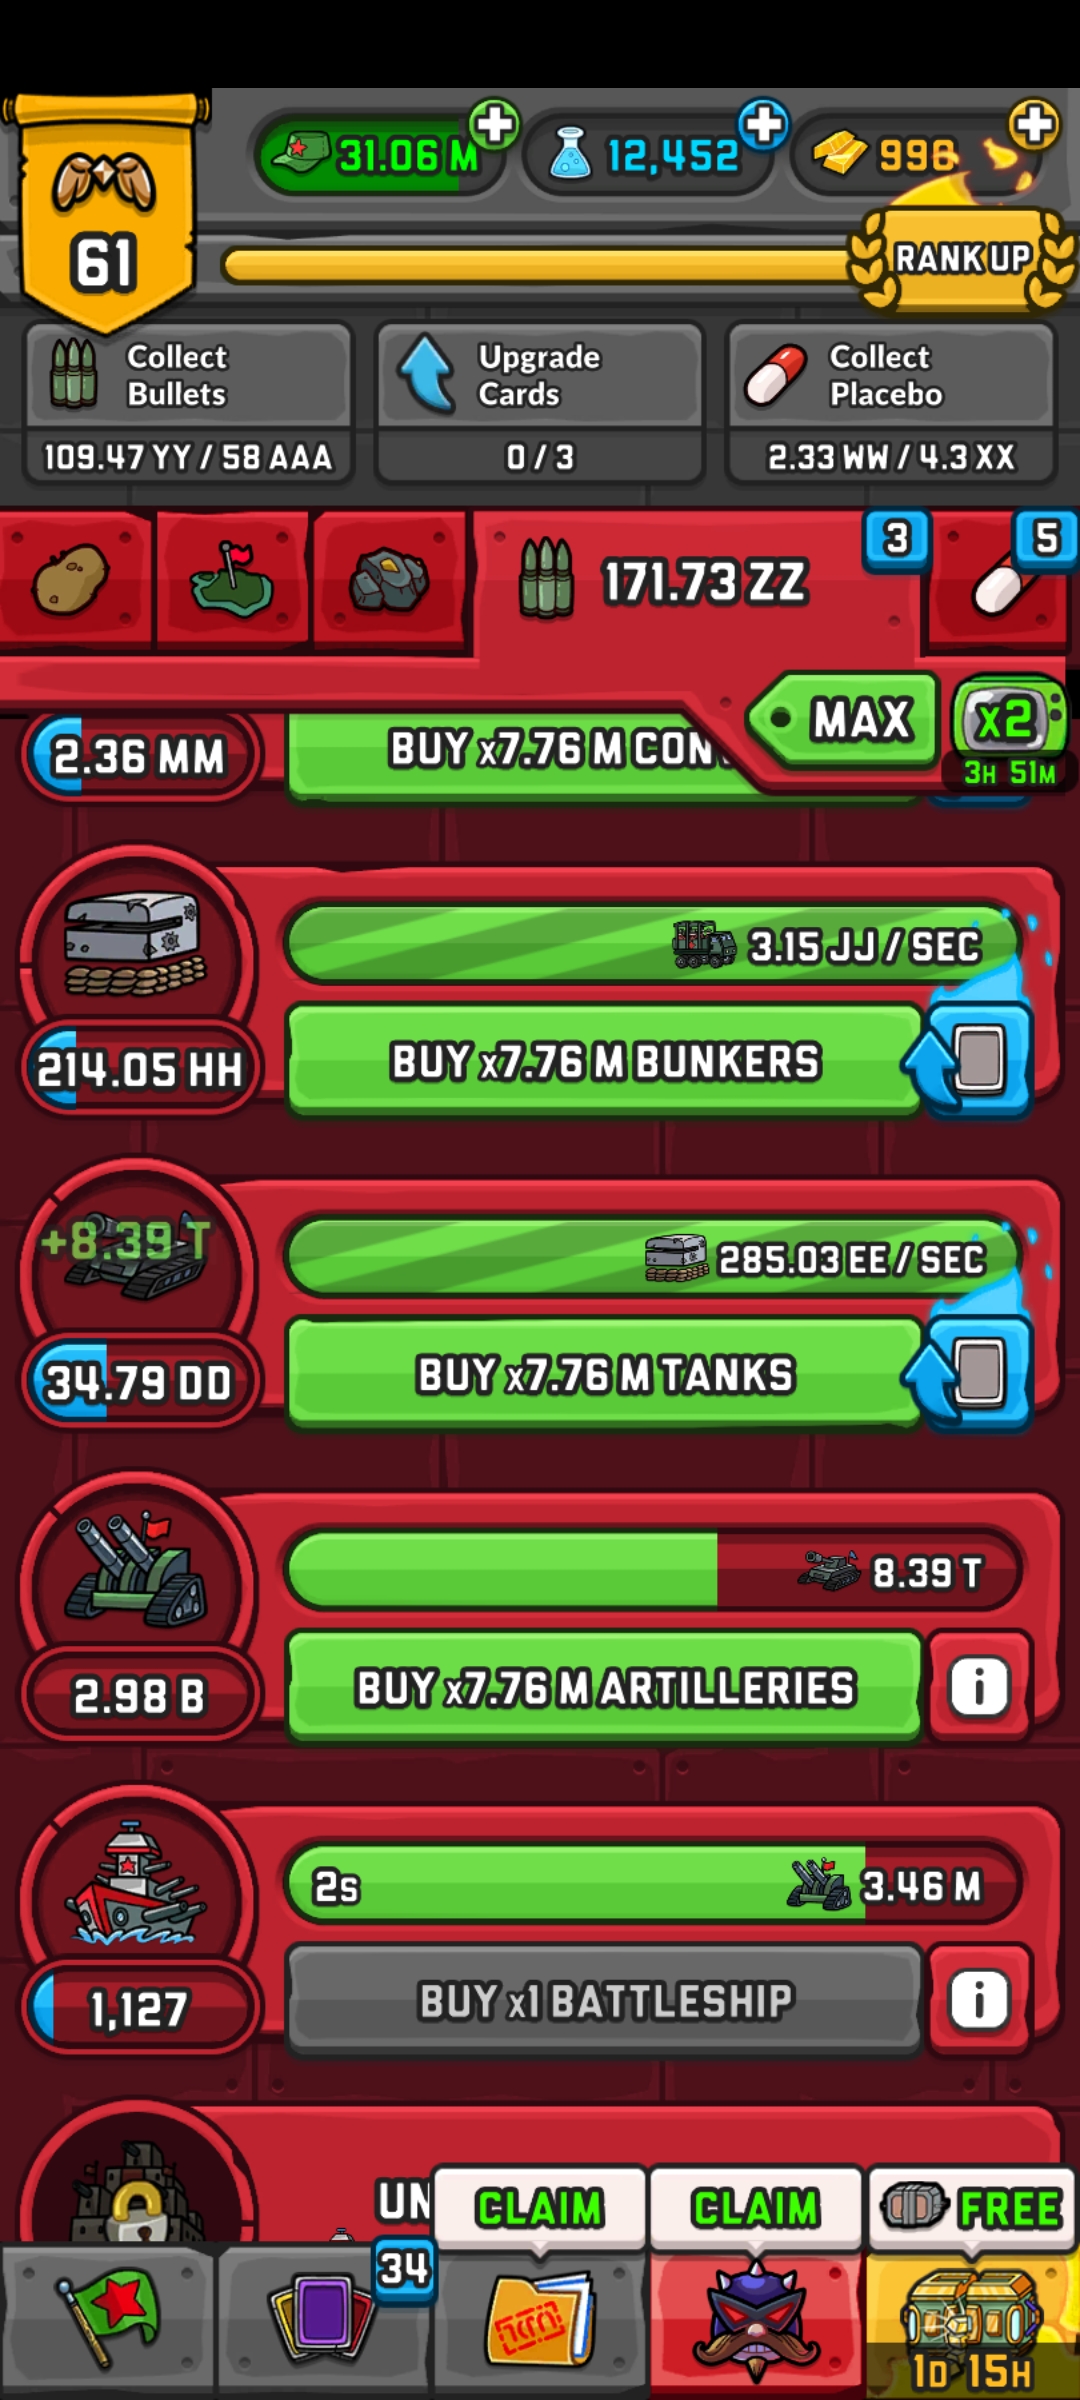 31.06 M
12,452
998
61
RANK UP
Collect
Bullets
109.47 YY / 58 AAA
Upgrade
Cards
0 / 3
Collect
Placebo
2.33 WW / 4.3 XX
171.73 ZZ
3
5
MAX
x2
3H 51M
2.36 MM
BUY x7.76 M CON
3.15 JJ / SEC
214.05 HH
BUY x7.76 M BUNKERS
+8.39 T
285.03 EE / SEC
34.79 DD
BUY x7.76 M TANKS
8.39 T
2.98 B
BUY x7.76 M ARTILLERIES
i
2s
3.46 M
1,127
BUY x1 BATTLESHIP
i
UN
CLAIM
CLAIM
FREE
34
1D 15H